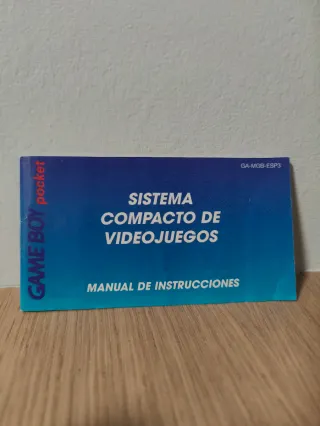 GA-MGB-ESP3
GAME BOY pocket
SISTEMA
COMPACTO DE
VIDEOJUEGOS
MANUAL DE INSTRUCCIONES